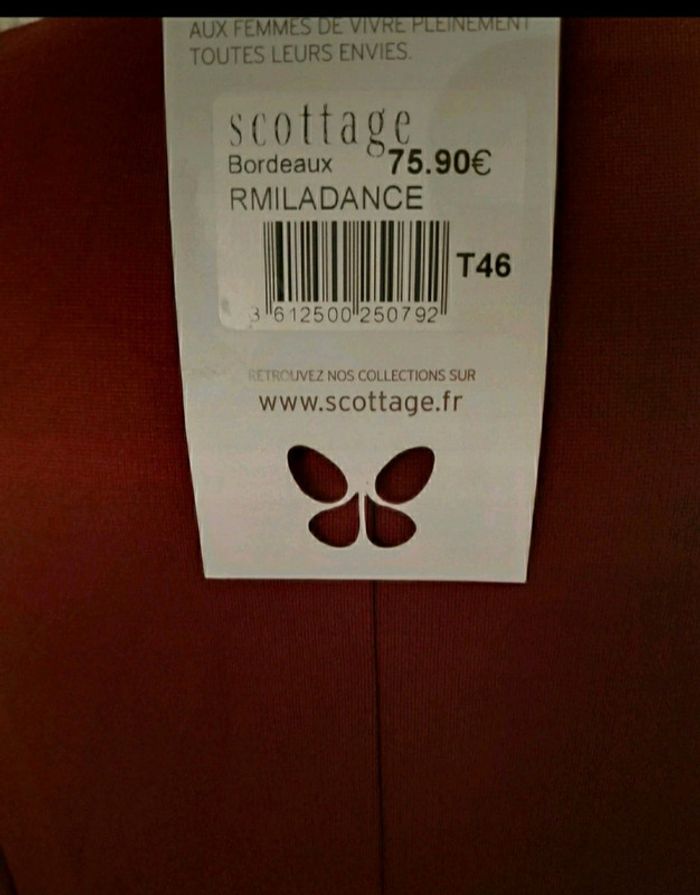 AUX FEMMES DE VIVRE PLEINEMENT
TOUTES LEURS ENVIES.
scottage
Bordeaux 75.90€
RMILADANCE
T46
3 612500 250792
RETROUVEZ NOS COLLECTIONS SUR
www.scottage.fr